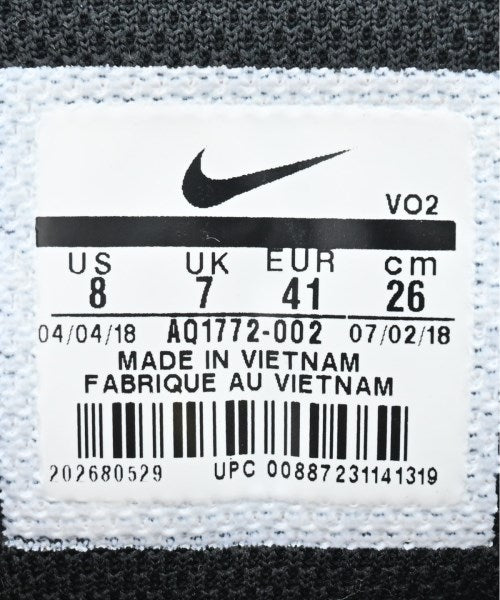 VO2
US UK EUR cm
8 7 41 26
04/04/18 AQ1772-002 07/02/18
MADE IN VIETNAM
FABRIQUE AU VIETNAM
202680529 UPC 00887231141319